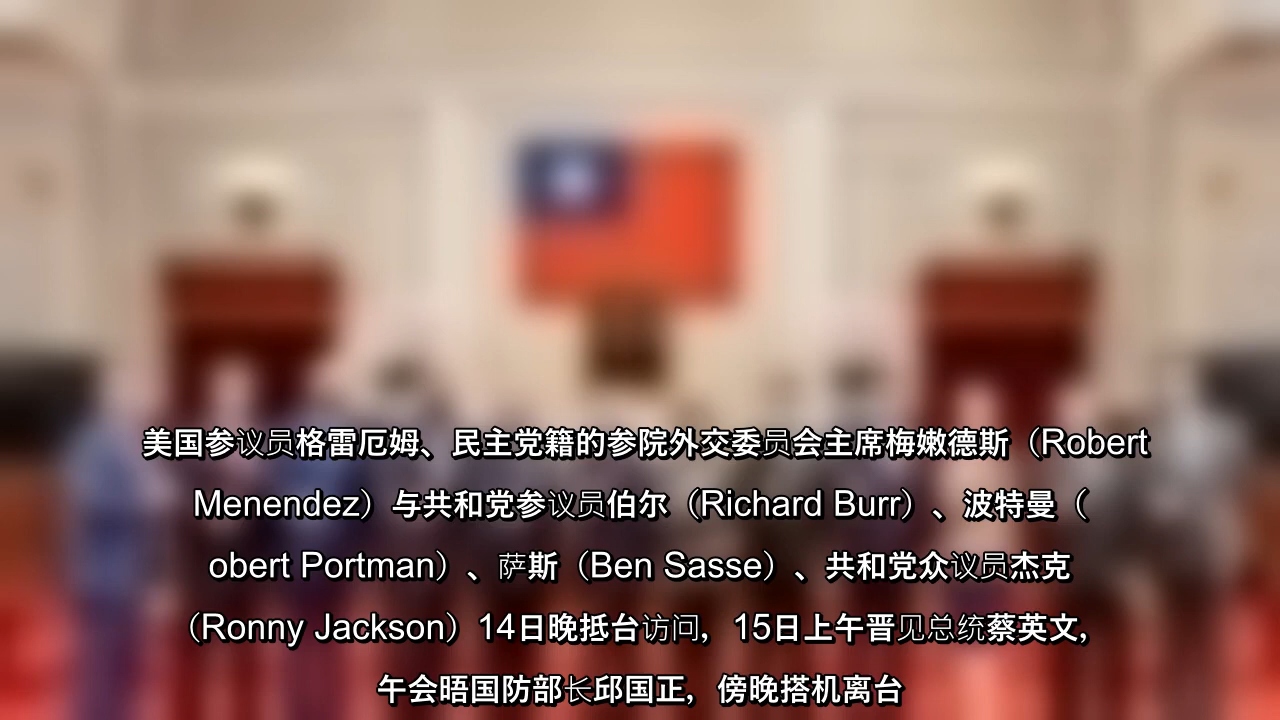 美国参议员格雷厄姆、民主党籍的参院外交委员会主席梅嫩德斯（Robert
Menendez）与共和党参议员伯尔（Richard Burr）、波特曼（
obert Portman）、萨斯（Ben Sasse）、共和党众议员杰克
（Ronny Jackson）14日晚抵台访问，15日上午晋见总统蔡英文,
午会晤国防部长邱国正，傍晚搭机离台